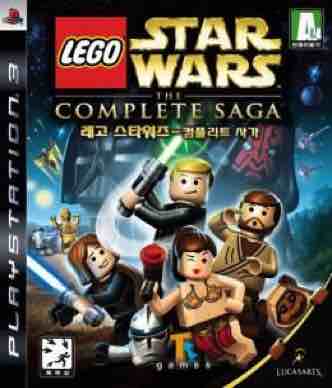 PLAYSTATION 3
LEGO
STAR
WARS
THE
COMPLETE SAGA
레고 스타워즈-컴플리트 사가
TT
games
LUCASARTS